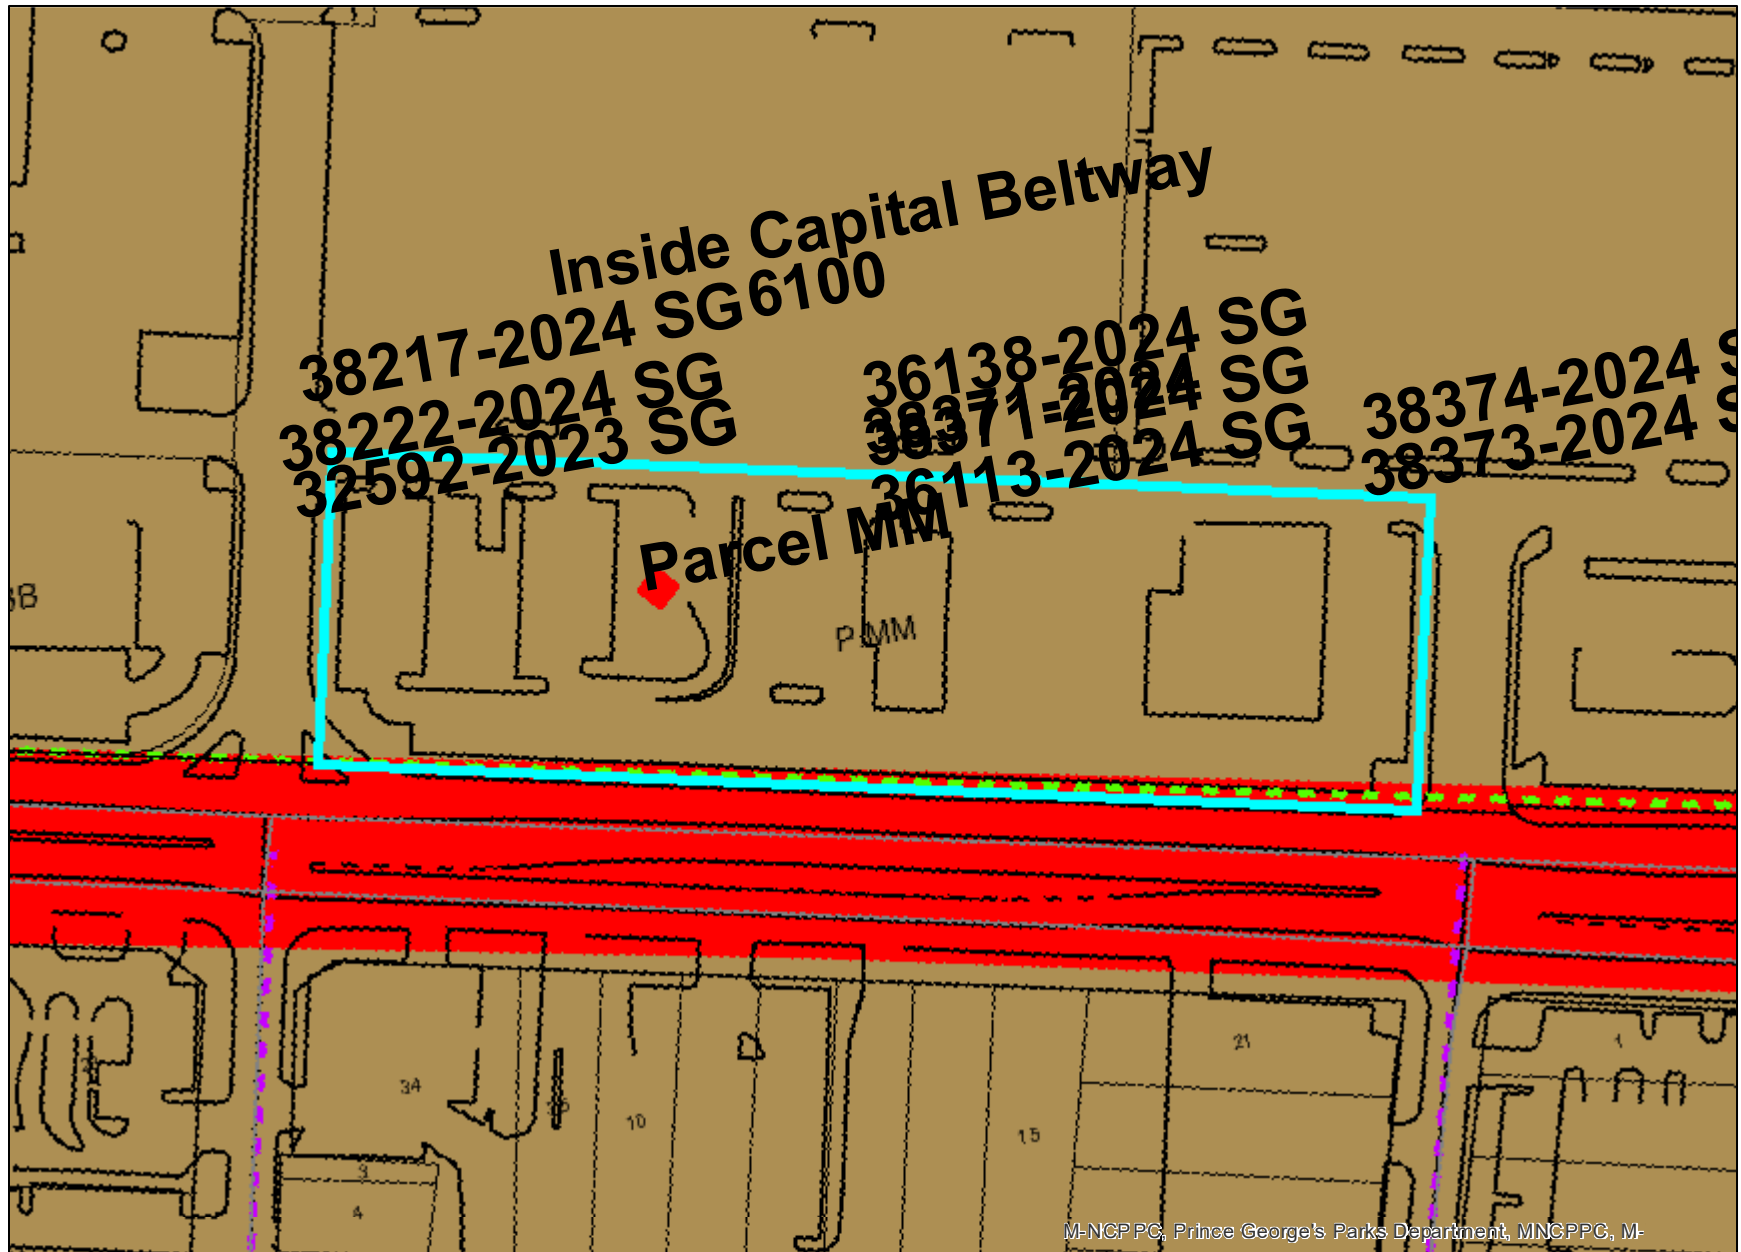 Inside Capital Beltway
38217-2024 SG 6100
38222-2024 SG
32592-2023 SG
36138-2024 SG
38371-2024 SG
36113-2024 SG
38374-2024 S
38373-2024 S
Parcel MM
P. MM
34
10
15
21
1
3
4
M-NCPPC, Prince George's Parks Department, MNCPPC, M-